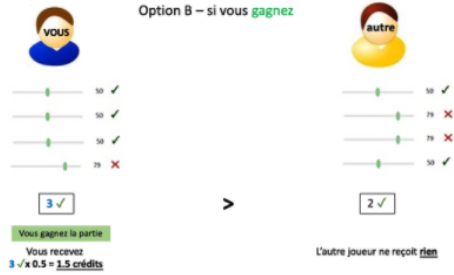 Option B – si vous gagnez
vous
autre
50 ✓
50 ✓
50 ✓
79 ✗
50 ✓
79 ✗
79 ✗
50 ✓
3 ✓
>
2 ✓
Vous gagnez la partie
Vous recevez
3 ✓x 0.5 = 1.5 crédits
L'autre joueur ne reçoit rien